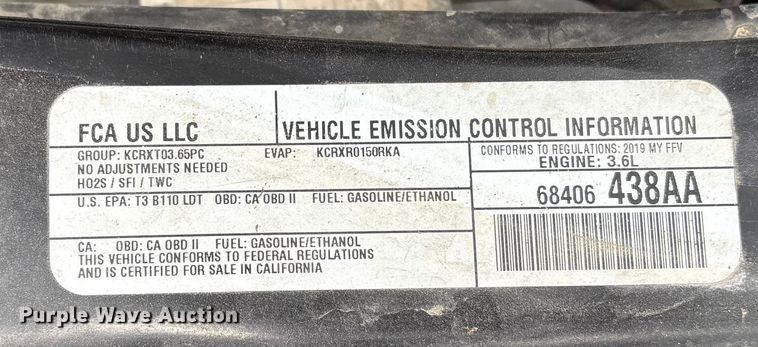 FCA US LLC
VEHICLE EMISSION CONTROL INFORMATION
GROUP: KCRXT03.65PC EVAP: KCRXR0150RKA
NO ADJUSTMENTS NEEDED
HO2S / SFI / TWC
CONFORMS TO REGULATIONS: 2019 MY FFV
ENGINE: 3.6L
U.S. EPA: T3 B110 LDT OBD: CA OBD II FUEL: GASOLINE/ETHANOL
68406 438AA
CA: OBD: CA OBD II FUEL: GASOLINE/ETHANOL
THIS VEHICLE CONFORMS TO FEDERAL REGULATIONS
AND IS CERTIFIED FOR SALE IN CALIFORNIA
Purple Wave Auction